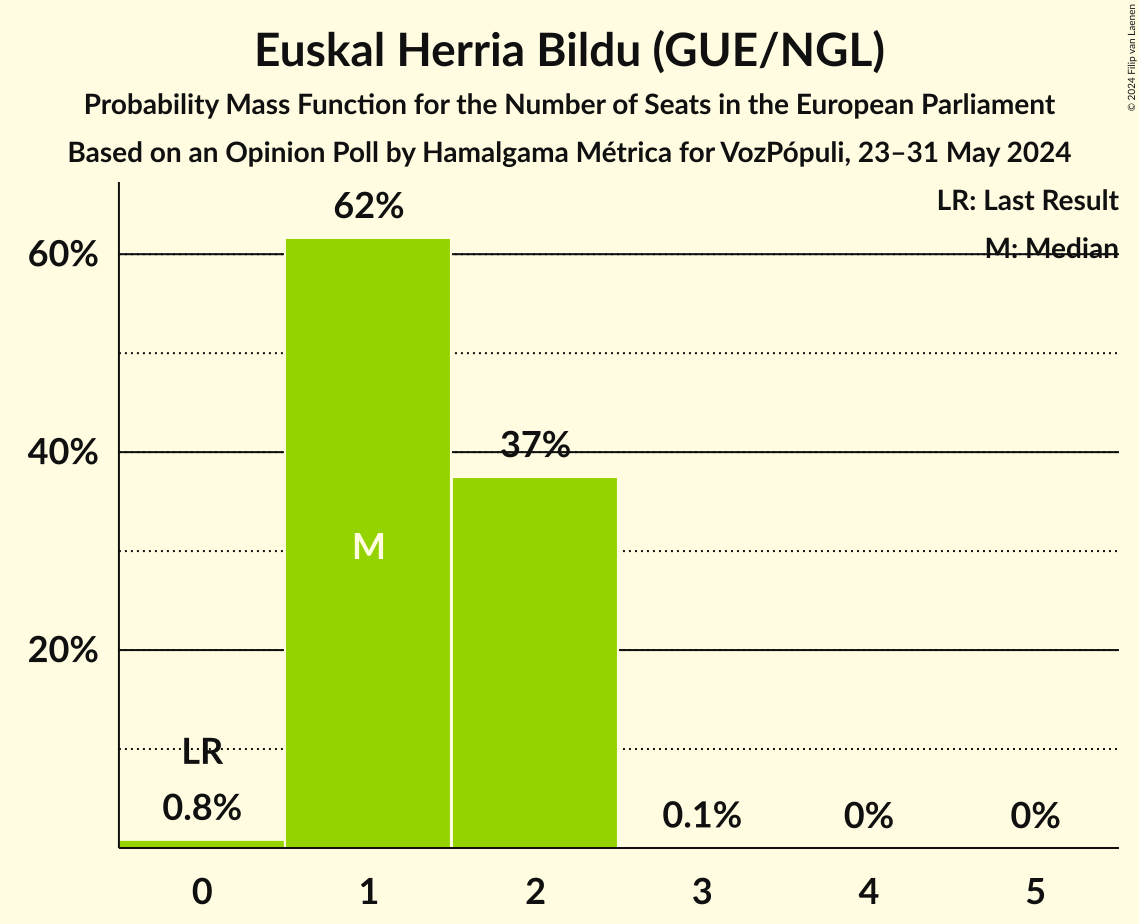 Euskal Herria Bildu (GUE/NGL)
Probability Mass Function for the Number of Seats in the European Parliament
Based on an Opinion Poll by Hamalgama Métrica for VozPópuli, 23–31 May 2024
© 2024 Filip van Laenen
LR: Last Result
M: Median
62%
60%
37%
40%
M
20%
LR
0.8%
0.1%
0%
0%
0 1 2 3 4 5